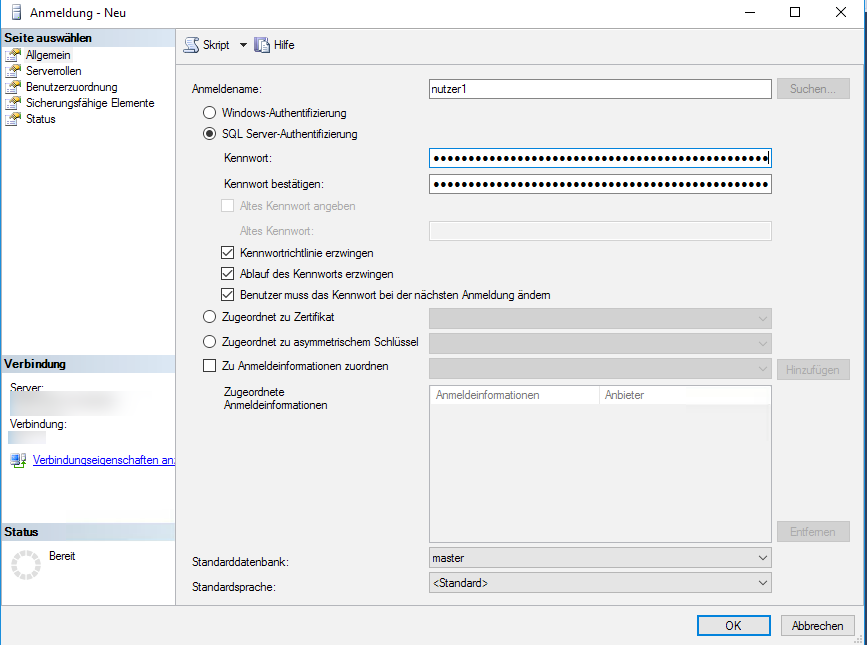 Anmeldung - Neu
Seite auswählen
Allgemein
Serverrollen
Benutzerzuordnung
Sicherungsfähige Elemente
Status
Skript
Hilfe
Anmeldename:
nutzer1
Suchen...
Windows-Authentifizierung
SQL Server-Authentifizierung
Kennwort:
Kennwort bestätigen:
Altes Kennwort angeben
Altes Kennwort:
Kennwortrichtlinie erzwingen
Ablauf des Kennworts erzwingen
Benutzer muss das Kennwort bei der nächsten Anmeldung ändern
Zugeordnet zu Zertifikat
Zugeordnet zu asymmetrischem Schlüssel
Zu Anmeldeinformationen zuordnen
Hinzufügen
Zugeordnete
Anmeldeinformationen
Anmeldeinformationen Anbieter
Entfernen
Standarddatenbank:
master
Standardsprache:
<Standard>
Verbindung
Server:
Verbindung:
Verbindungseigenschaften an
Status
Bereit
OK
Abbrechen